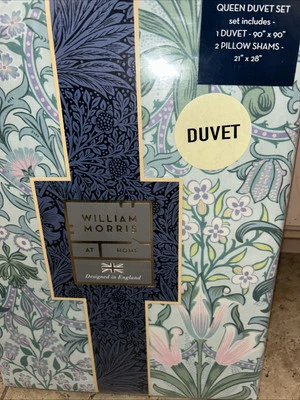 QUEEN DUVET SET
set includes -
1 DUVET - 90" x 90"
2 PILLOW SHAMS -
21" x 28"
DUVET
WILLIAM
MORRIS
AT HOME
Designed in England